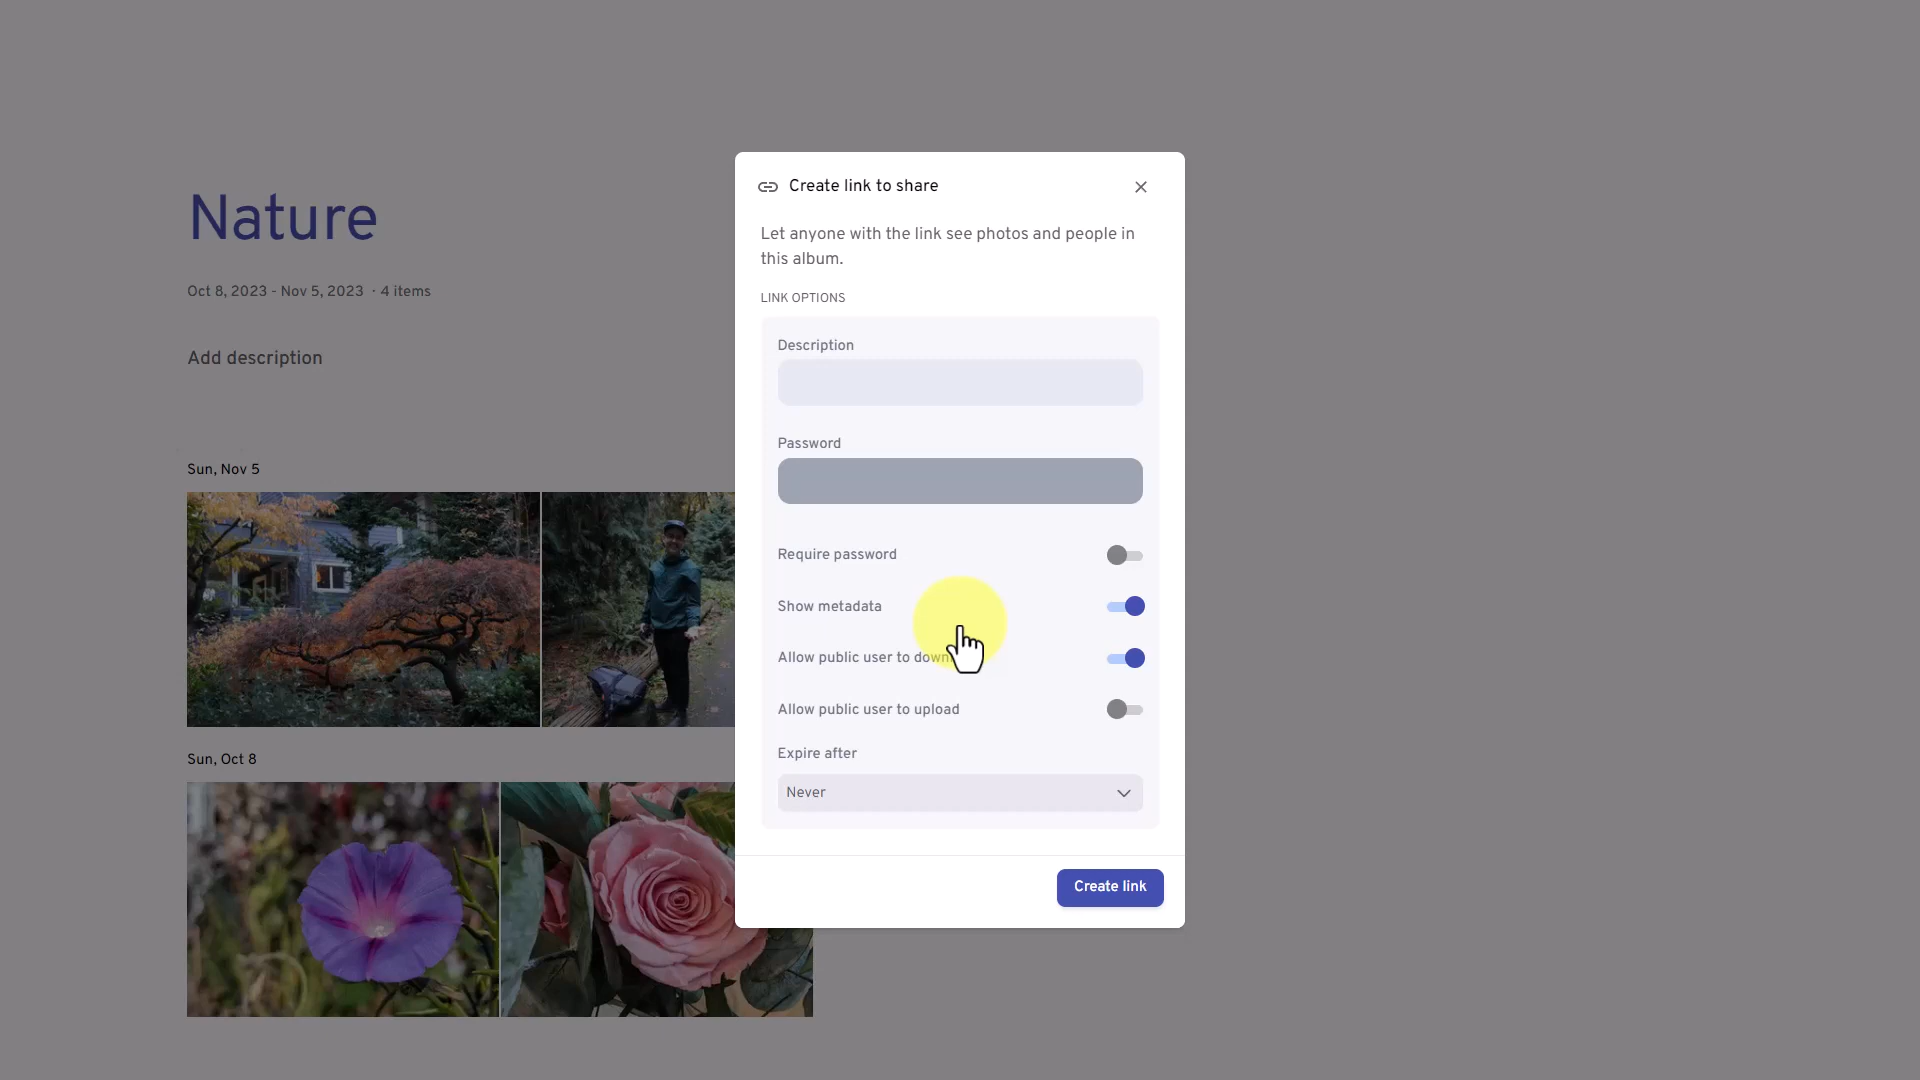 Nature
Oct 8, 2023 - Nov 5, 2023 · 4 items
Add description
Sun, Nov 5
Sun, Oct 8
Create link to share
Let anyone with the link see photos and people in
this album.
LINK OPTIONS
Description
Password
Require password
Show metadata
Allow public user to
Allow public user to upload
Expire after
Never
Create link